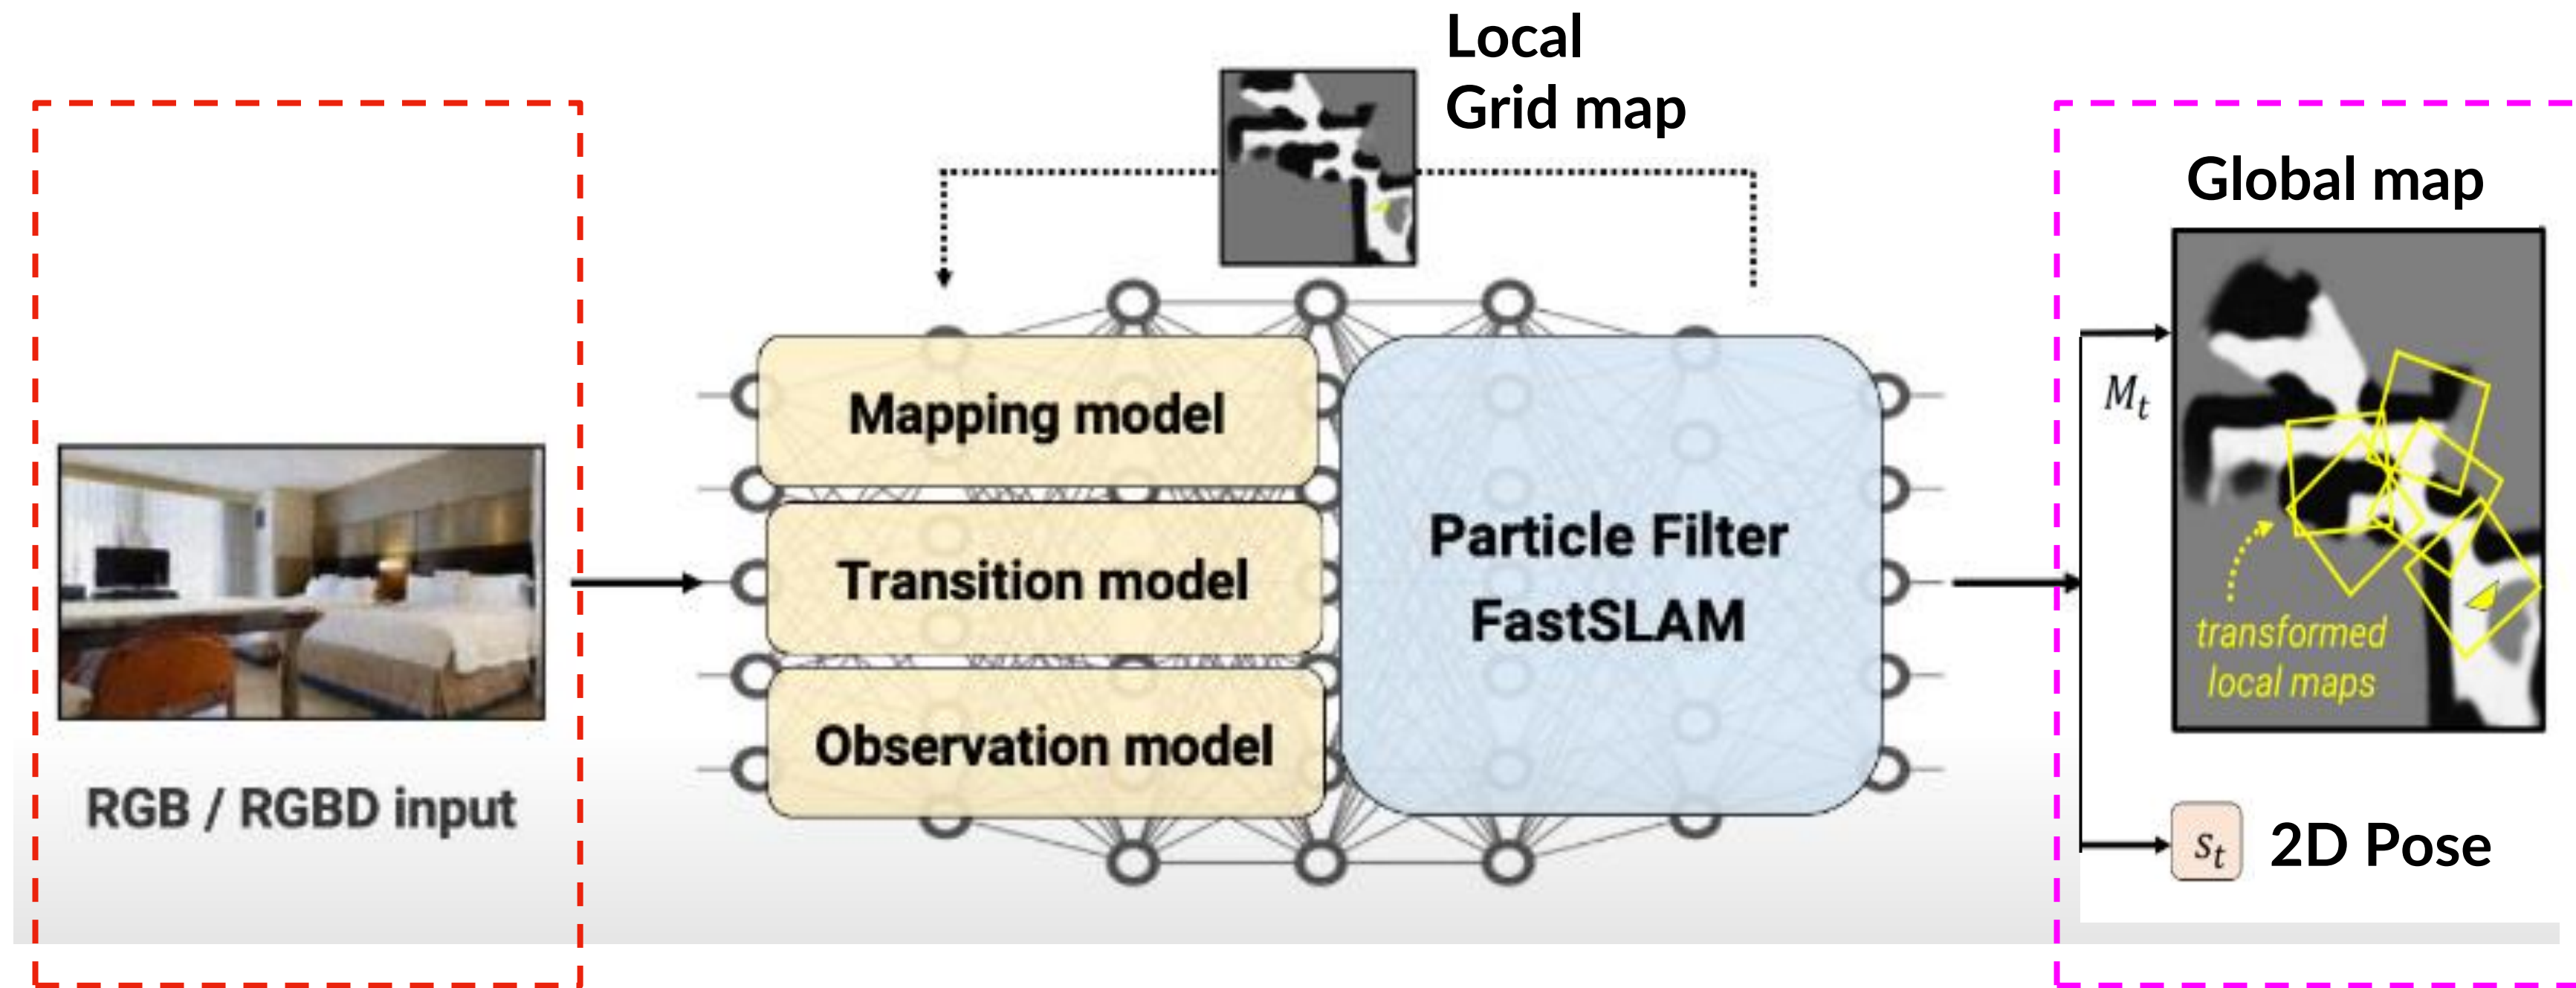 Local
Grid map
Global map
Mapping model
Transition model
Observation model
Particle Filter
FastSLAM
RGB / RGBD input
M_t
transformed
local maps
s_t
2D Pose